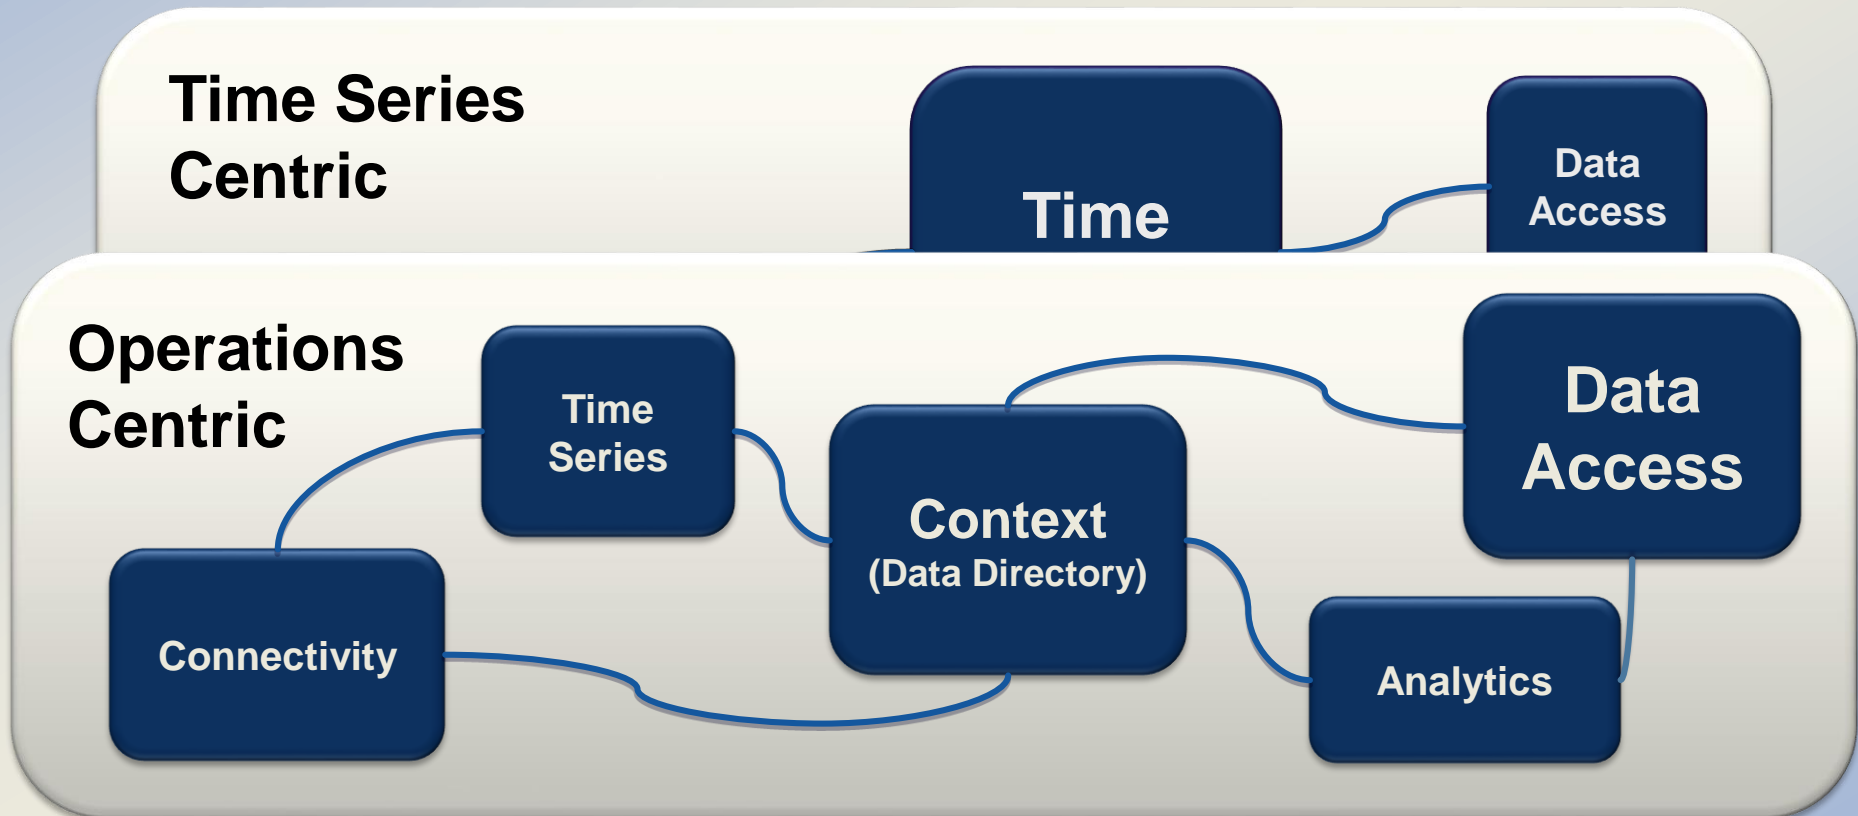 Time Series
Centric
Time
Data
Access
Operations
Centric
Time
Series
Context
(Data Directory)
Data
Access
Connectivity
Analytics